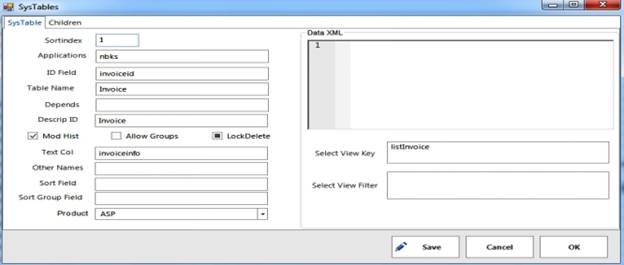 SysTables
SysTable Children
Sortindex 1
Applications nbks
ID Field invoiceid
Table Name Invoice
Depends
Descrip ID Invoice
Mod Hist Allow Groups LockDelete
Text Col invoiceinfo
Other Names
Sort Field
Sort Group Field
Product ASP
Data XML
1
Select View Key listInvoice
Select View Filter
Save Cancel OK